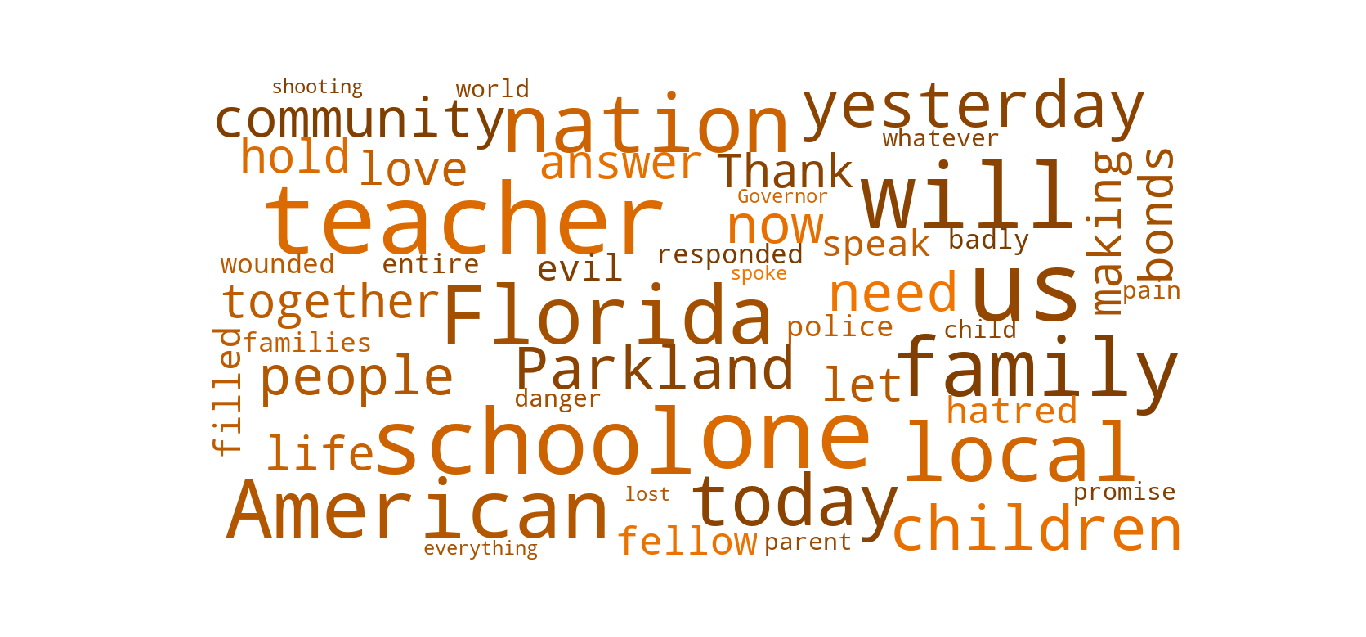 shooting world yesterday
community nation whatever
hold love answer Thank will making bonds
teacher Governor now speak badly
wounded entire evil responded spoke us
together Florida need pain
filled families police child
people Parkland let family
danger hatred
life school one local
American lost today promise
everything fellow parent children